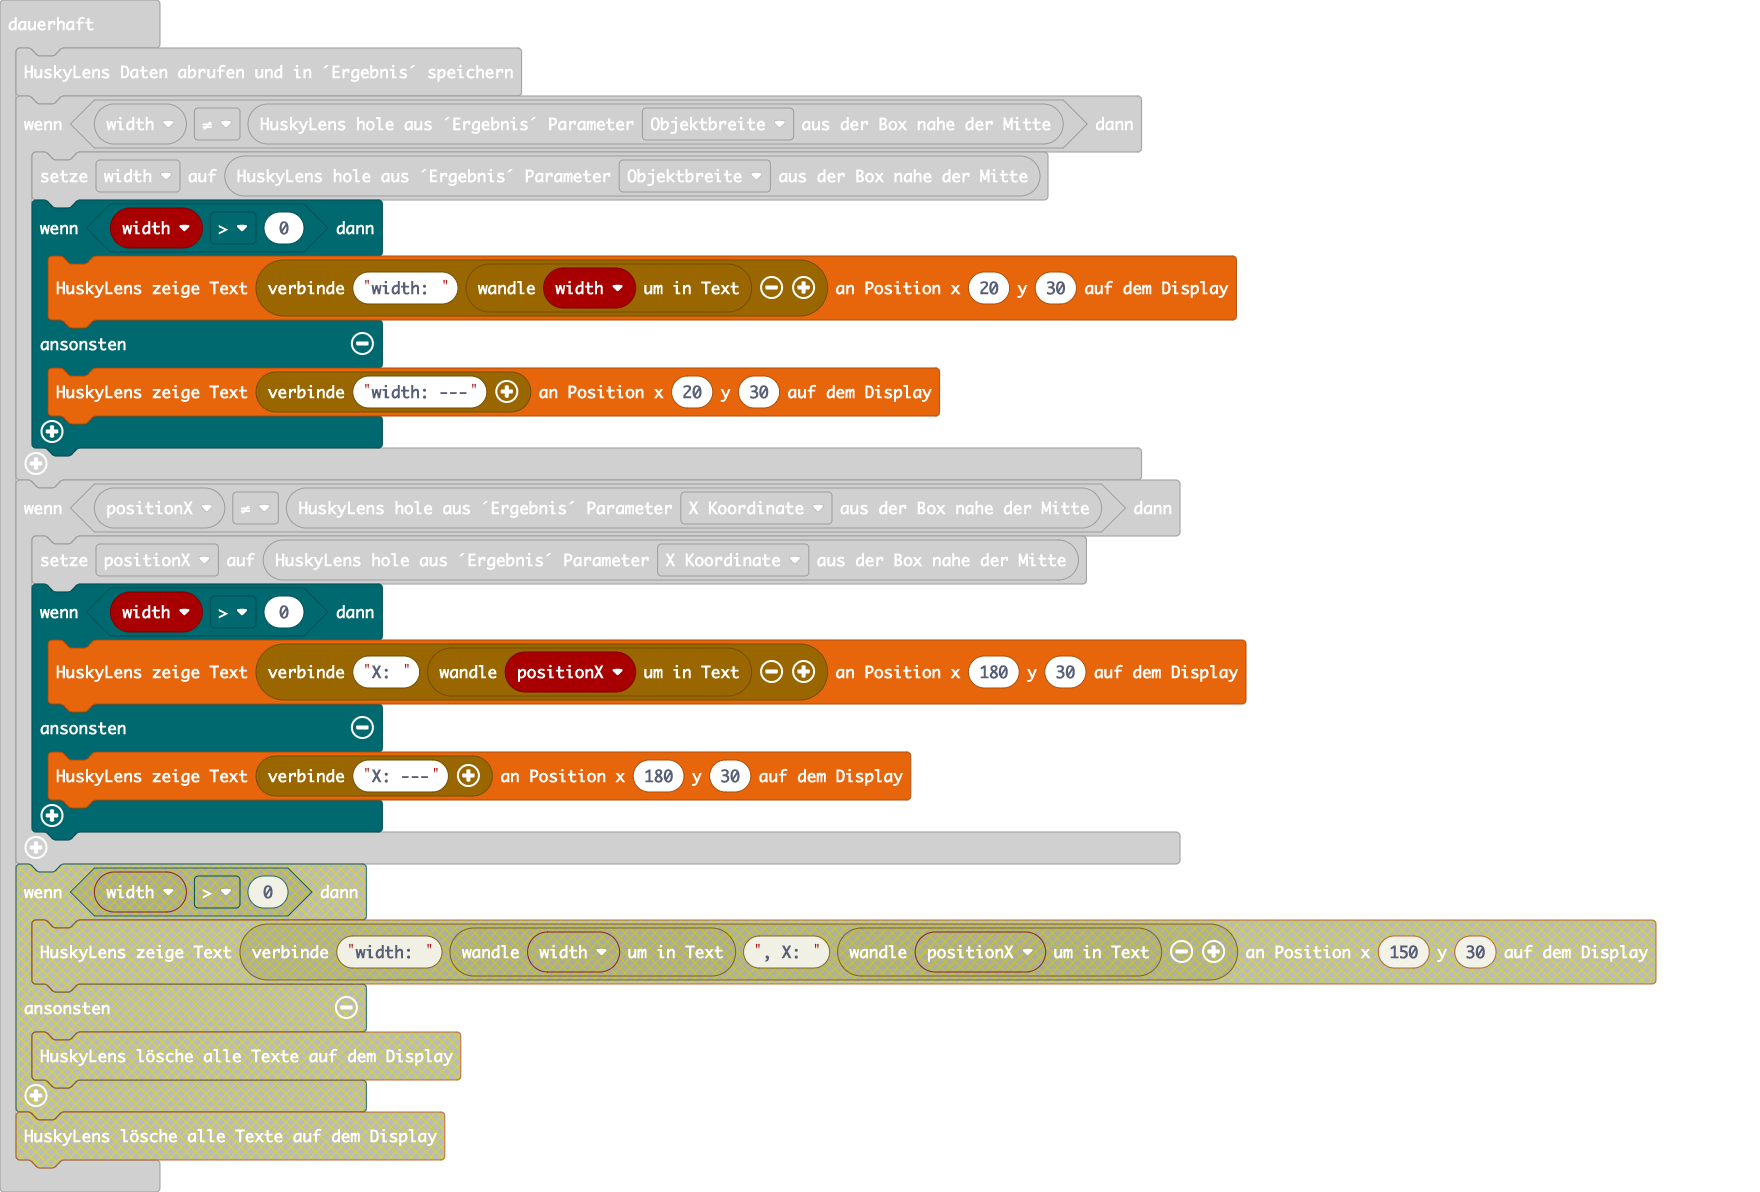 dauerhaft
HuskyLens Daten abrufen und in ´Ergebnis´ speichern
wenn width ≠ HuskyLens hole aus ´Ergebnis´ Parameter Objektbreite aus der Box nahe der Mitte dann
setze width auf HuskyLens hole aus ´Ergebnis´ Parameter Objektbreite aus der Box nahe der Mitte
wenn width > 0 dann
HuskyLens zeige Text verbinde "width: " wandle width um in Text an Position x 20 y 30 auf dem Display
ansonsten
HuskyLens zeige Text verbinde "width: ---" an Position x 20 y 30 auf dem Display
wenn positionX ≠ HuskyLens hole aus ´Ergebnis´ Parameter X Koordinate aus der Box nahe der Mitte dann
setze positionX auf HuskyLens hole aus ´Ergebnis´ Parameter X Koordinate aus der Box nahe der Mitte
wenn width > 0 dann
HuskyLens zeige Text verbinde "X: " wandle positionX um in Text an Position x 180 y 30 auf dem Display
ansonsten
HuskyLens zeige Text verbinde "X: ---" an Position x 180 y 30 auf dem Display
wenn width > 0 dann
HuskyLens zeige Text verbinde "width: " wandle width um in Text ", X: " wandle positionX um in Text an Position x 150 y 30 auf dem Display
ansonsten
HuskyLens lösche alle Texte auf dem Display
HuskyLens lösche alle Texte auf dem Display